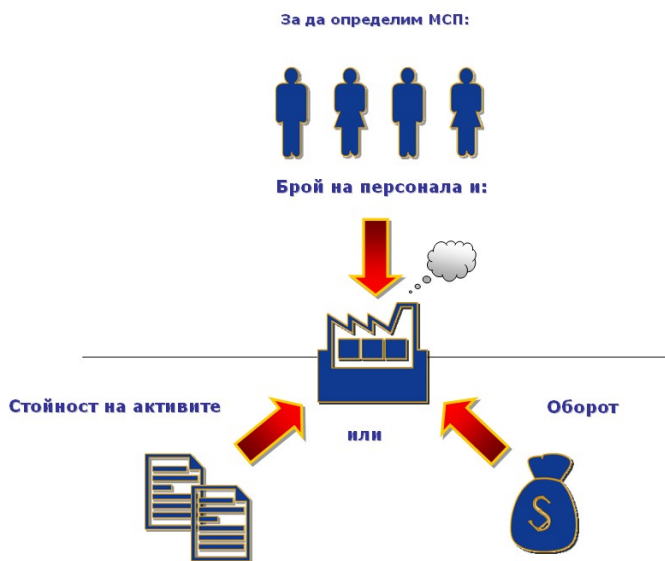 За да определим МСП:
Брой на персонала и:
Стойност на активите
Оборот
или
$